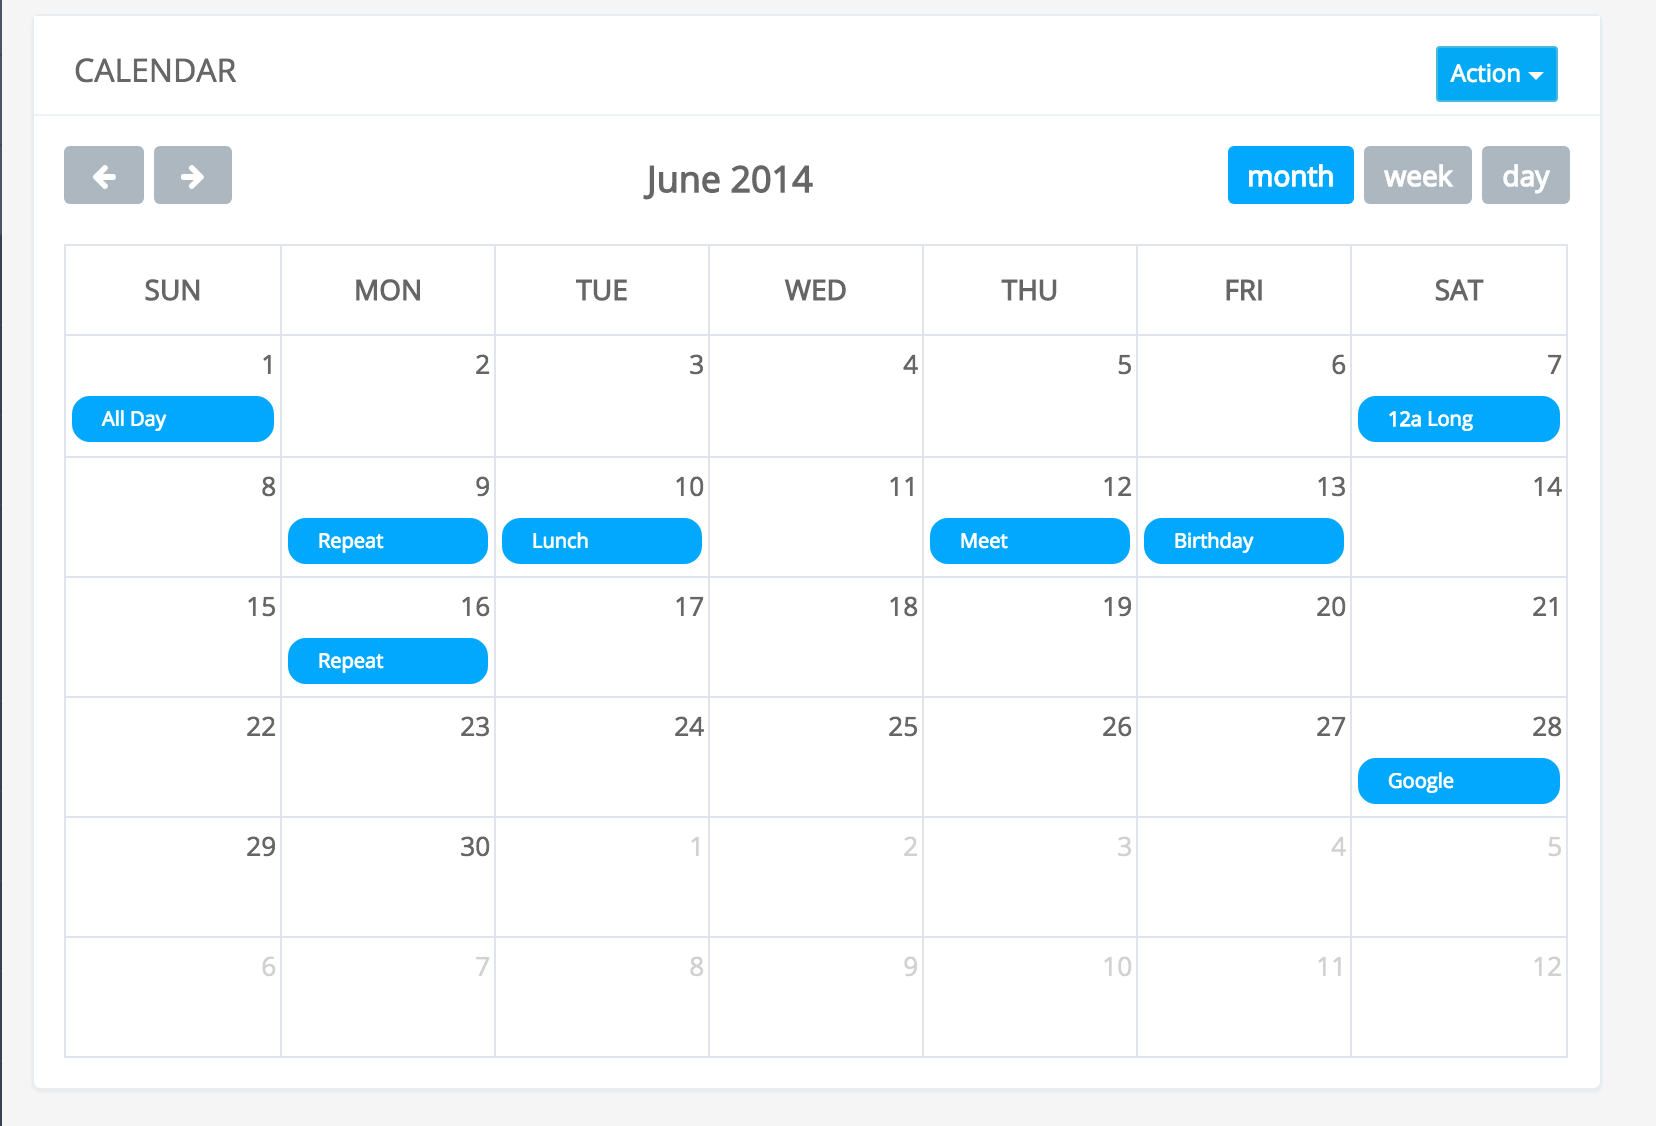 CALENDAR
Action
June 2014
month week day
SUN MON TUE WED THU FRI SAT
1 2 3 4 5 6 7
All Day 12a Long
8 9 10 11 12 13 14
Repeat Lunch Meet Birthday
15 16 17 18 19 20 21
Repeat
22 23 24 25 26 27 28
Google
29 30 1 2 3 4 5
6 7 8 9 10 11 12